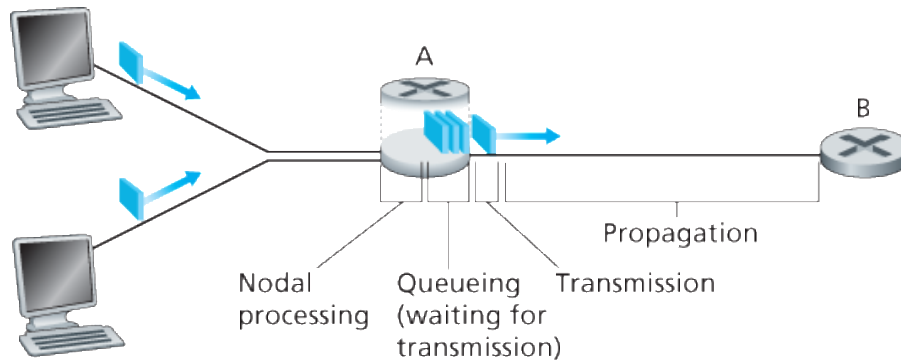 A
B
Propagation
Nodal
processing
Queueing
(waiting for
transmission)
Transmission